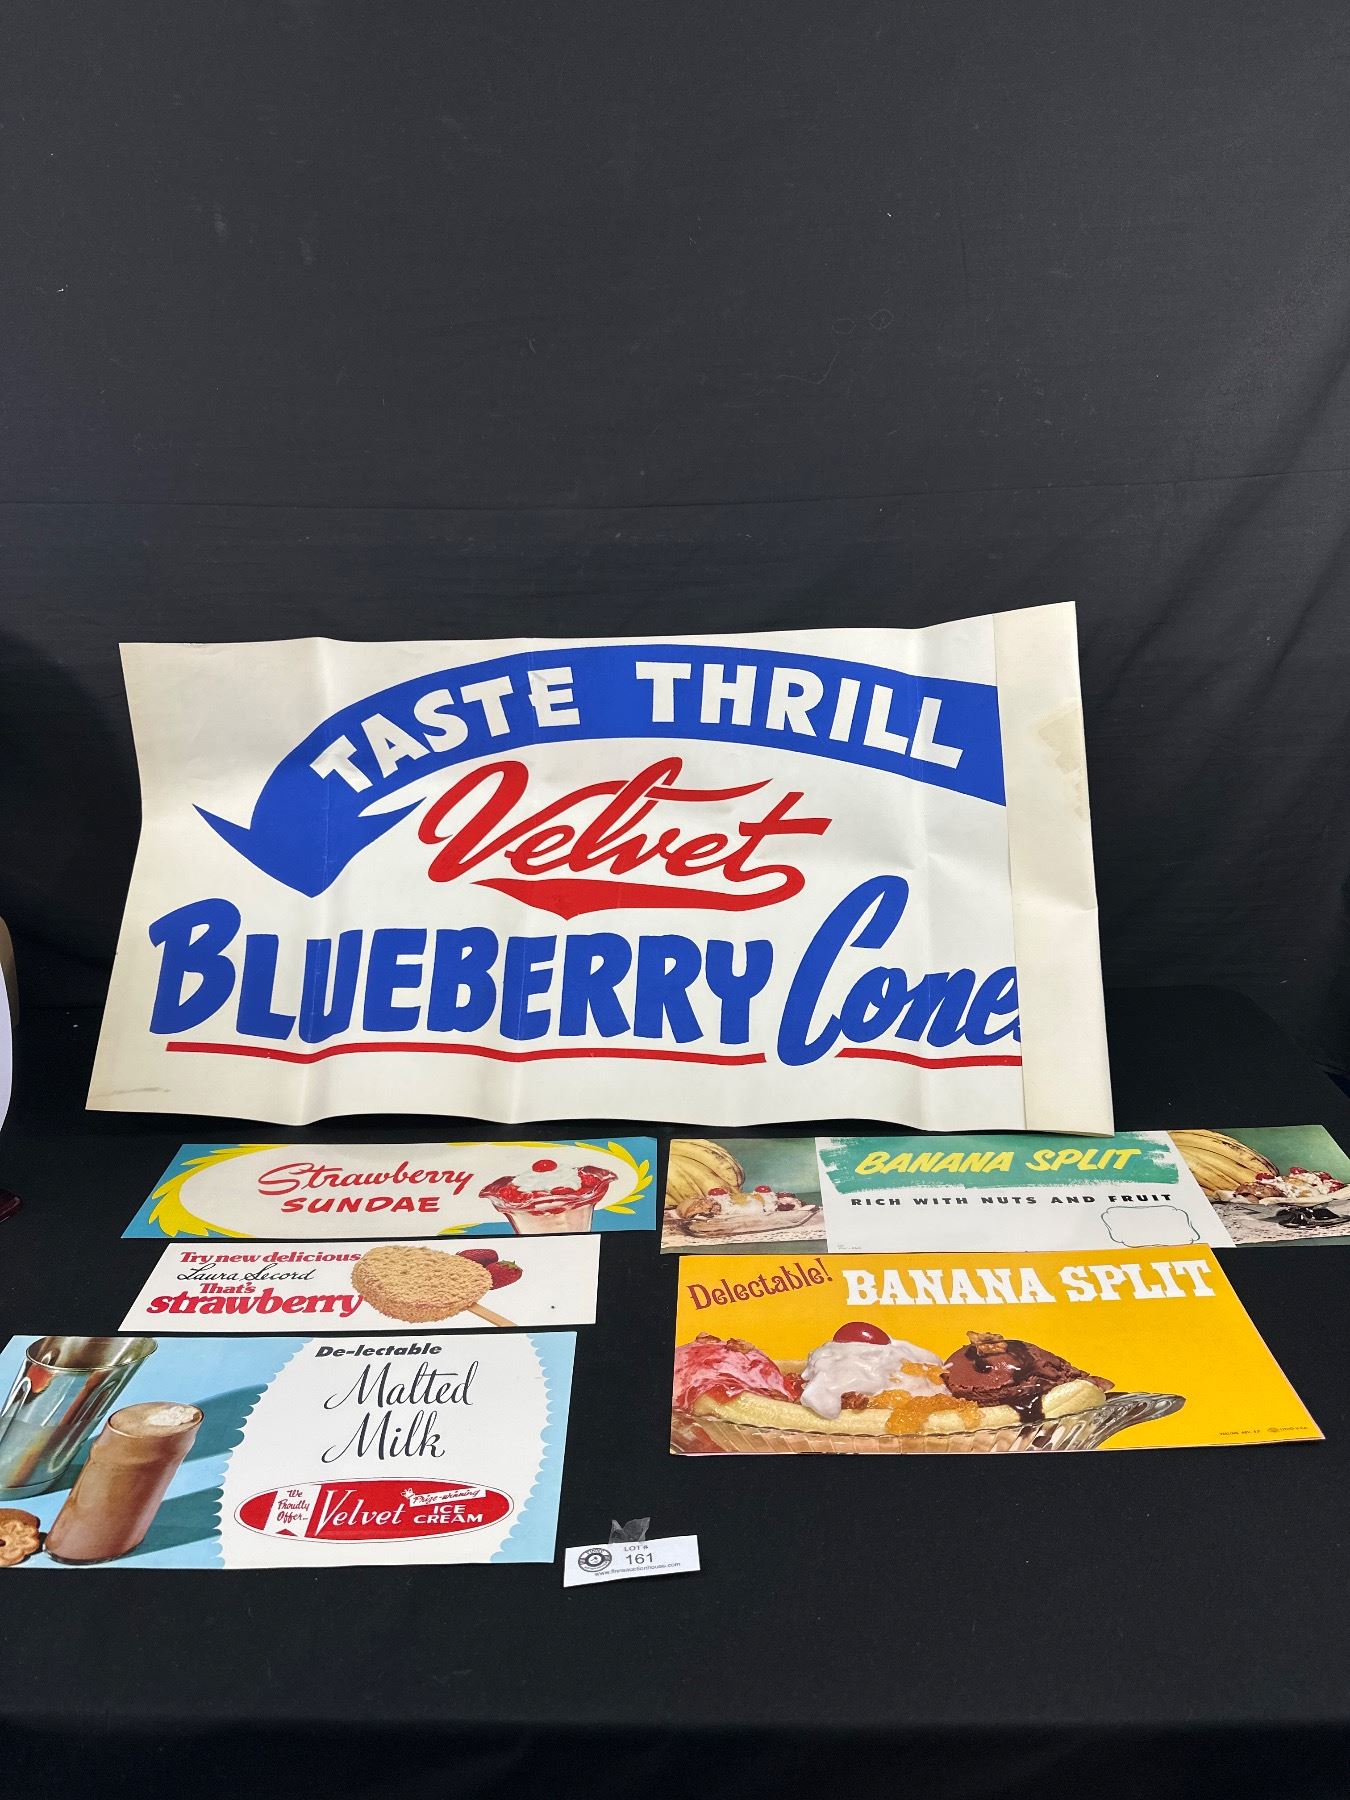 TASTE THRILL
Velvet
BLUEBERRY Cone
Strawberry
SUNDAE
BANANA SPLIT
RICH WITH NUTS AND FRUIT
Try new delicious
Laura Secord
That's
strawberry
Delectable! BANANA SPLIT
De-lectable
Malted
Milk
We
Proudly
Offer...
Velvet
Prize-winning
ICE
CREAM
LOT #
161